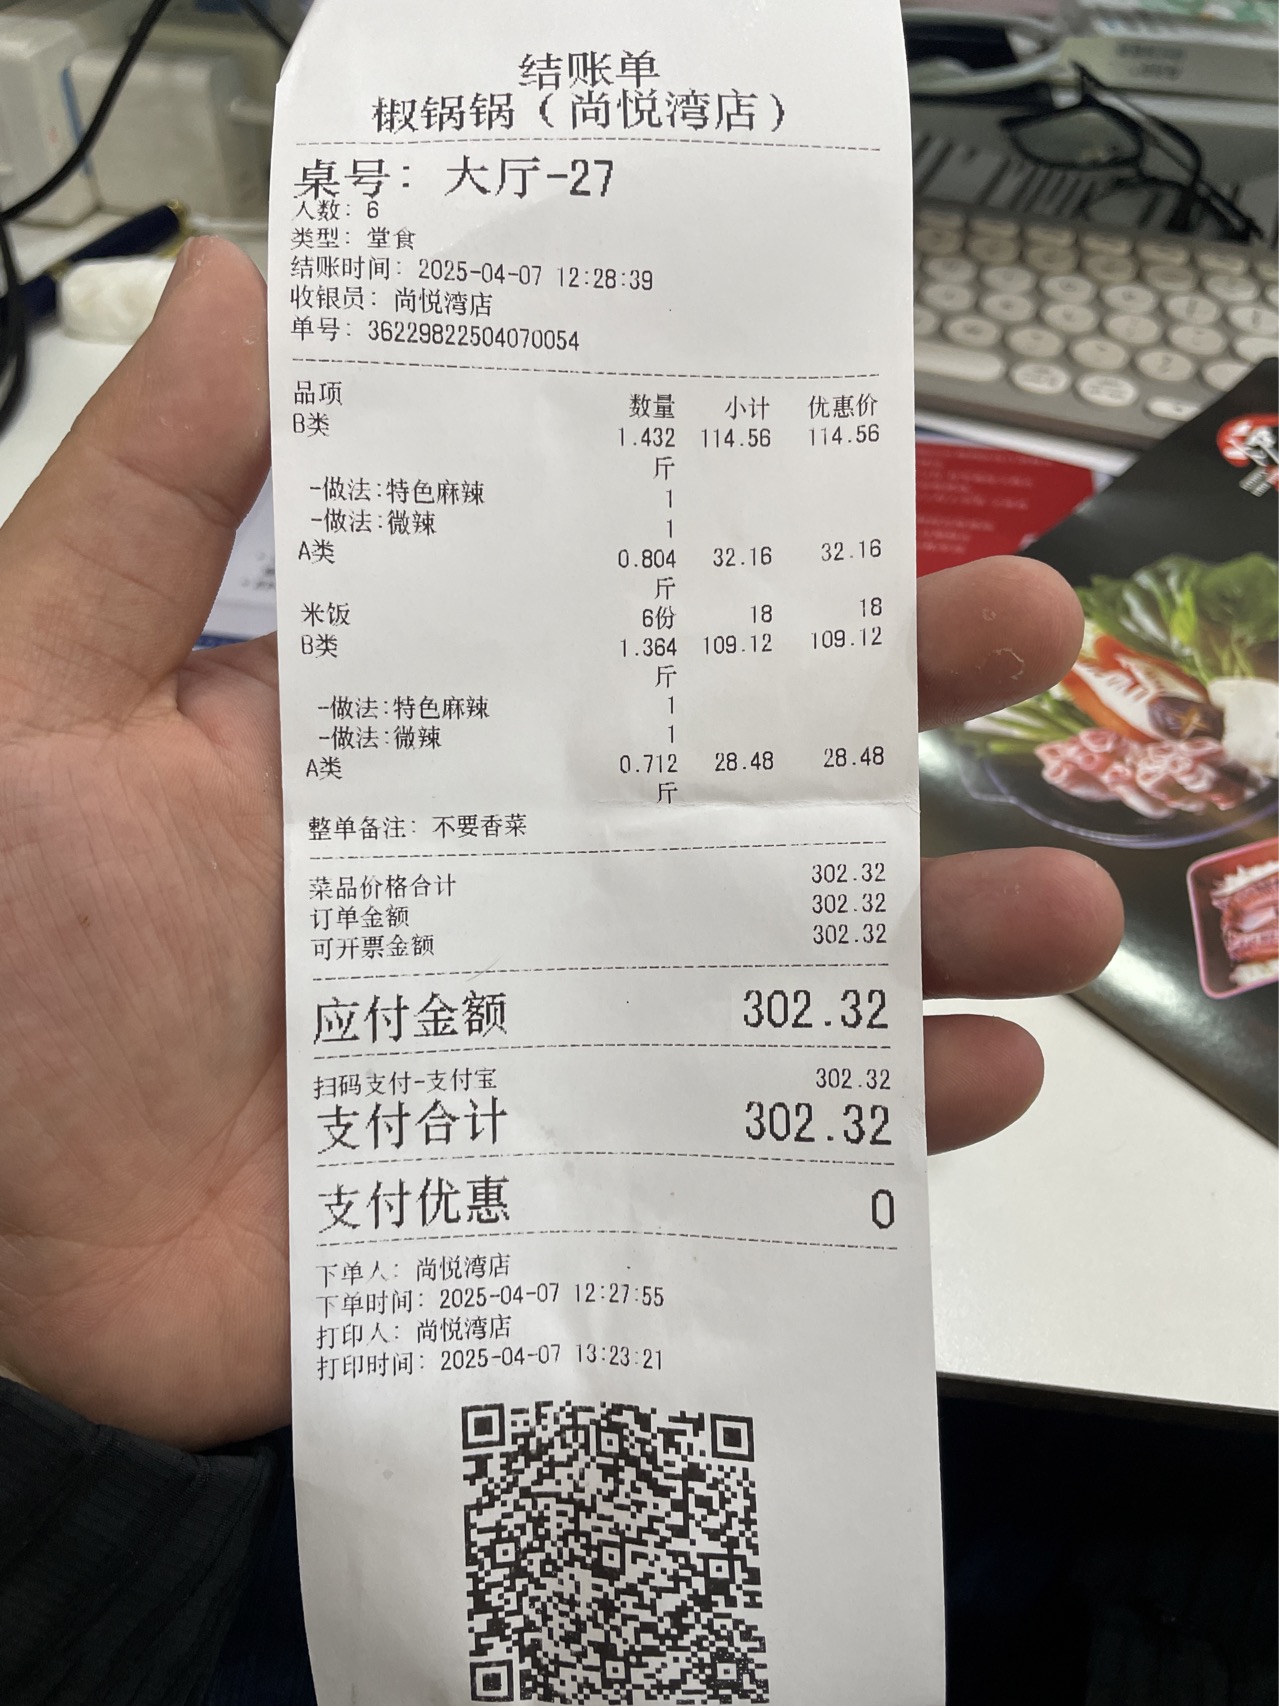 结账单
椒锅锅（尚悦湾店）
桌号：大厅-27
人数：6
类型：堂食
结账时间：2025-04-07 12:28:39
收银员：尚悦湾店
单号：36229822504070054
品项 数量 小计 优惠价
B类 1.432 114.56 114.56
斤
-做法:特色麻辣 1
-做法:微辣 1
A类 0.804 32.16 32.16
斤
米饭 6份 18 18
B类 1.364 109.12 109.12
斤
-做法:特色麻辣 1
-做法:微辣 1
A类 0.712 28.48 28.48
斤
整单备注：不要香菜
菜品价格合计 302.32
订单金额 302.32
可开票金额 302.32
应付金额 302.32
扫码支付-支付宝 302.32
支付合计 302.32
支付优惠 0
下单人：尚悦湾店
下单时间：2025-04-07 12:27:55
打印人：尚悦湾店
打印时间：2025-04-07 13:23:21